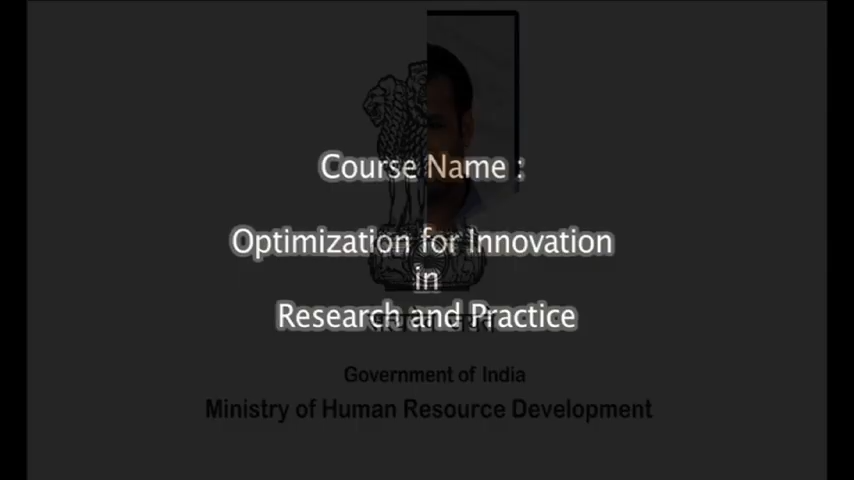 Course Name :
Optimization for Innovation
in
Research and Practice
Government of India
Ministry of Human Resource Development